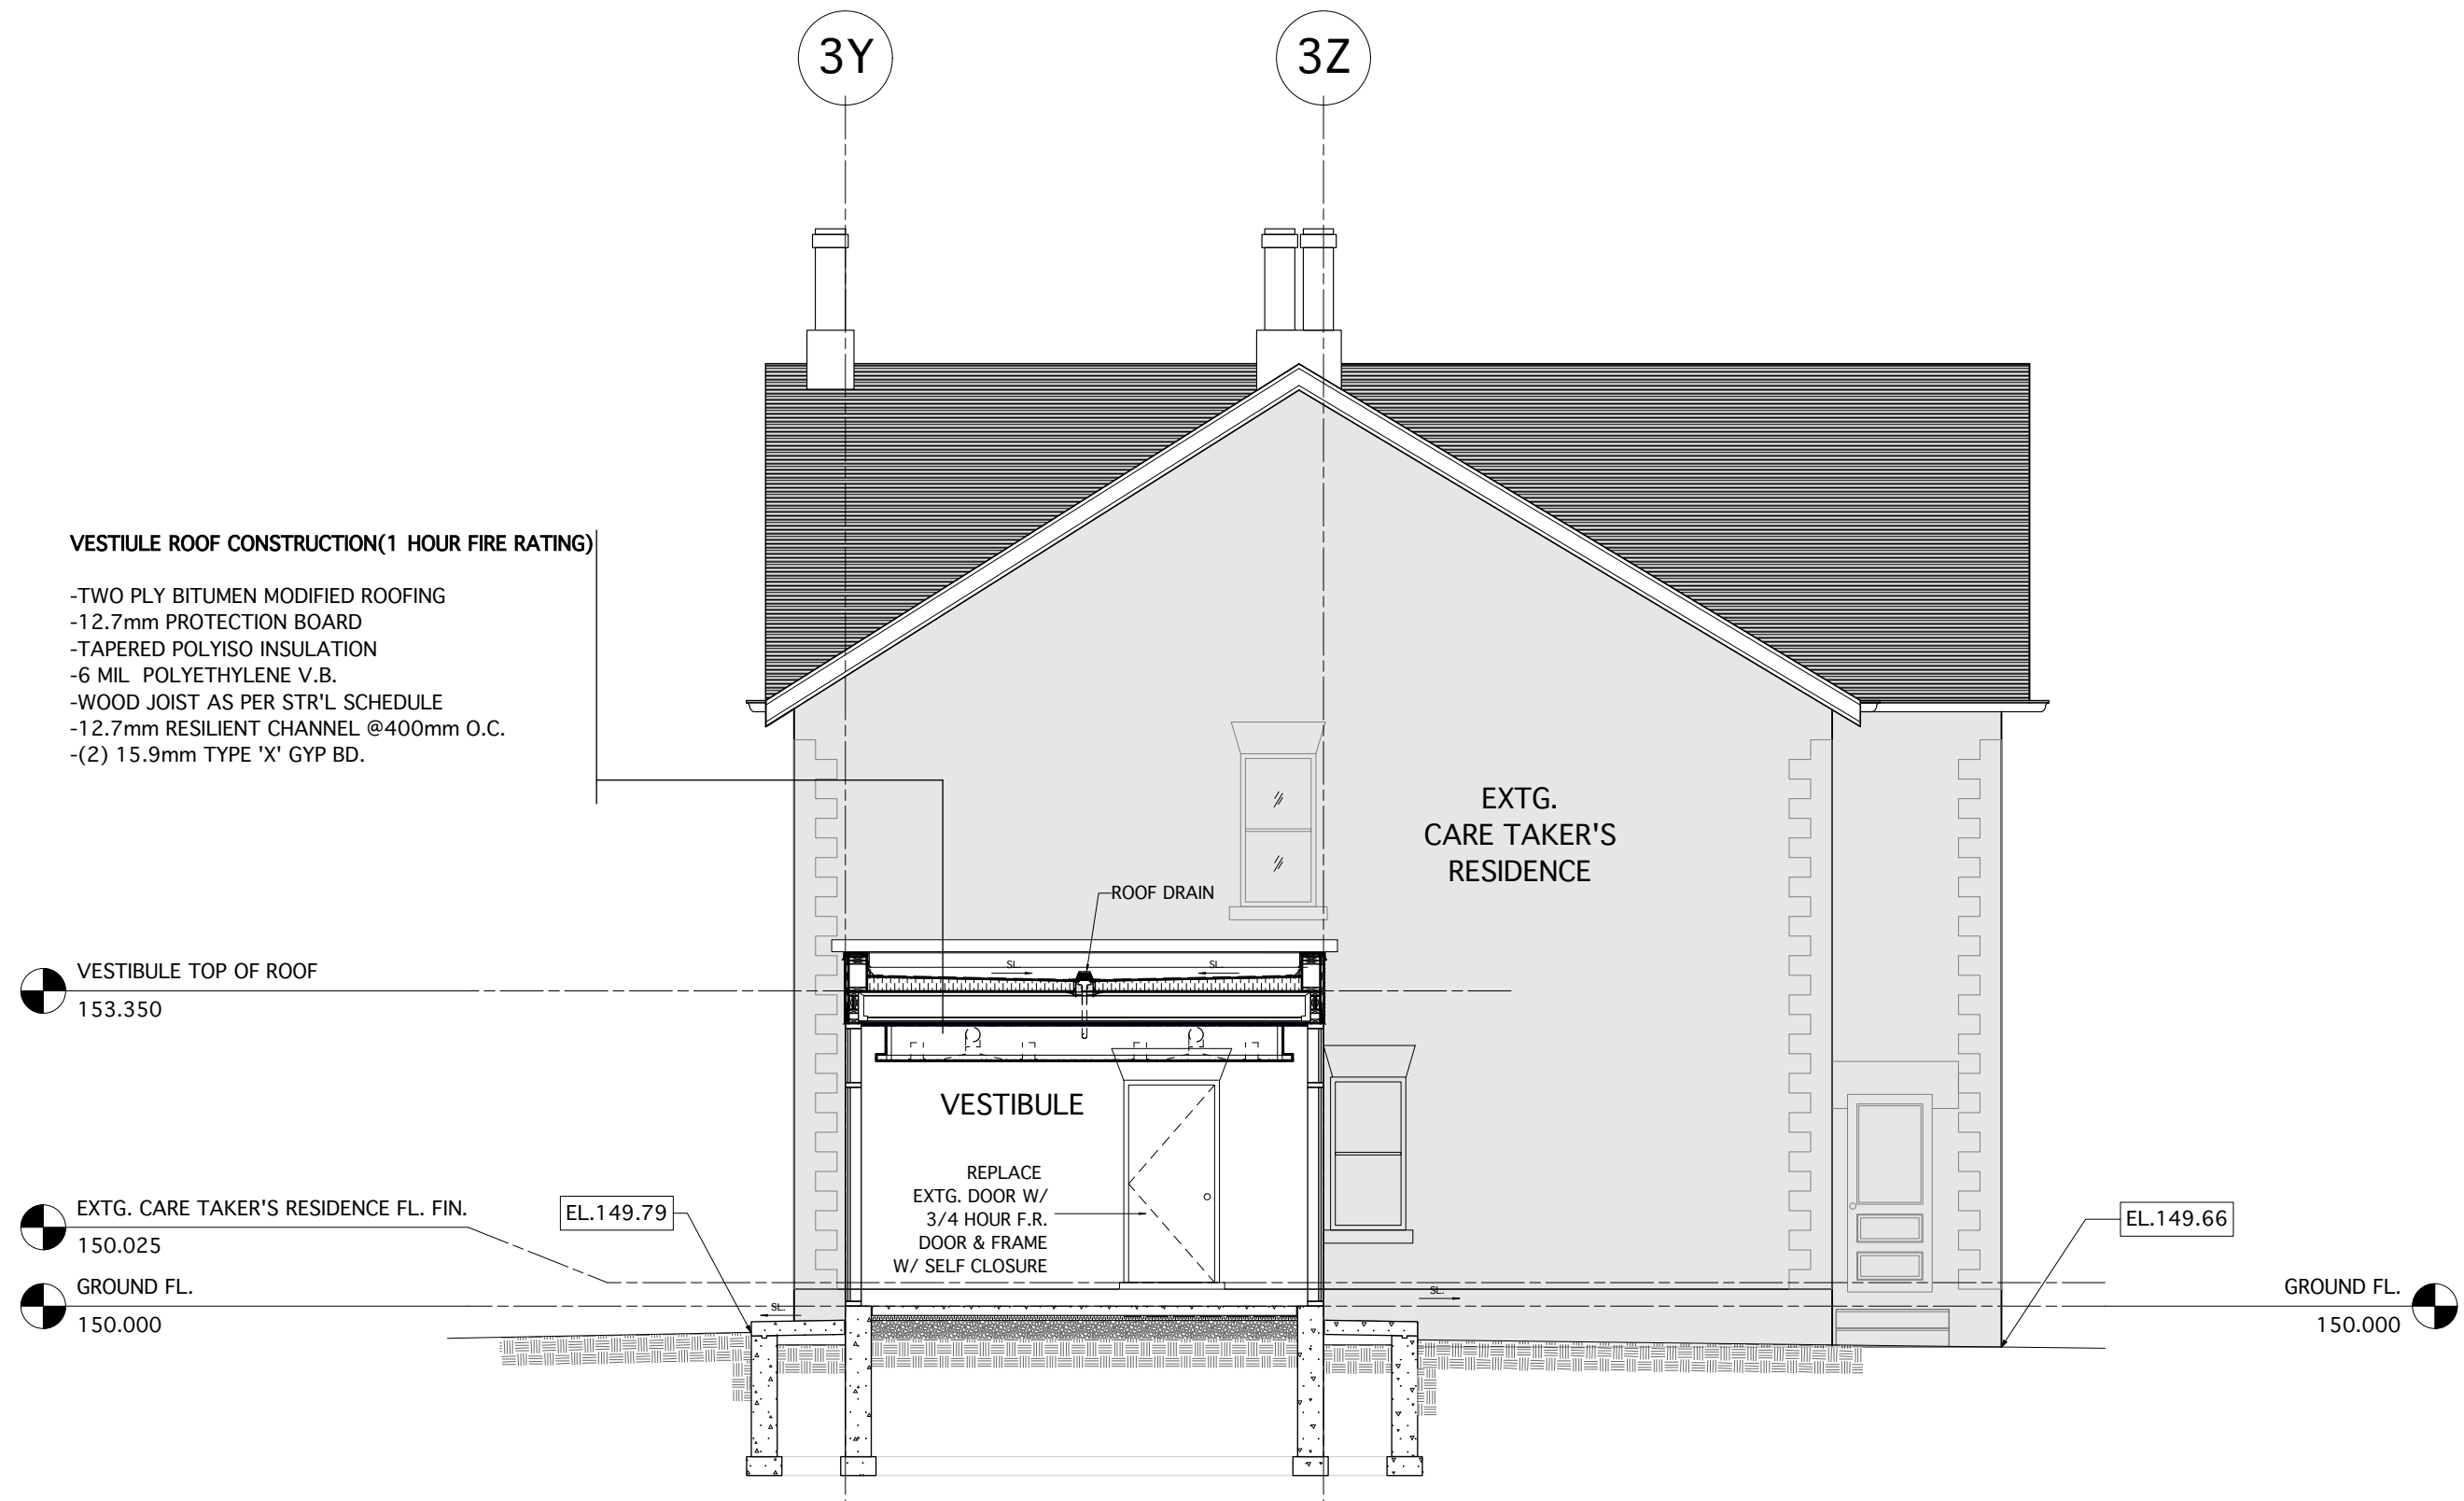 3Y
3Z
VESTIULE ROOF CONSTRUCTION(1 HOUR FIRE RATING)
-TWO PLY BITUMEN MODIFIED ROOFING
-12.7mm PROTECTION BOARD
-TAPERED POLYISO INSULATION
-6 MIL POLYETHYLENE V.B.
-WOOD JOIST AS PER STR'L SCHEDULE
-12.7mm RESILIENT CHANNEL @400mm O.C.
-(2) 15.9mm TYPE 'X' GYP BD.
EXTG.
CARE TAKER'S
RESIDENCE
ROOF DRAIN
SL.
SL.
VESTIBULE TOP OF ROOF
153.350
VESTIBULE
REPLACE
EXTG. DOOR W/
3/4 HOUR F.R.
DOOR & FRAME
W/ SELF CLOSURE
EXTG. CARE TAKER'S RESIDENCE FL. FIN.
150.025
EL.149.79
EL.149.66
GROUND FL.
150.000
SL.
SL.
GROUND FL.
150.000